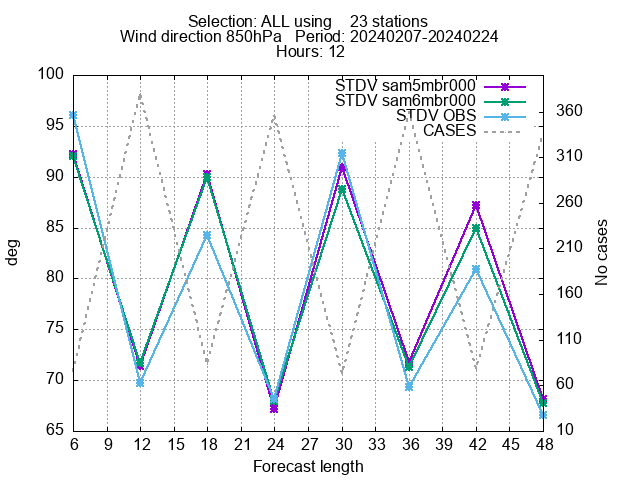 Selection: ALL using    23 stations
Wind direction 850hPa   Period: 20240207-20240224
Hours: 12
STDV sam5mbr000
STDV sam6mbr000
STDV OBS
CASES
100
95
90
85
80
75
70
65
deg
360
310
260
210
160
110
60
10
No cases
6 9 12 15 18 21 24 27 30 33 36 39 42 45 48
Forecast length